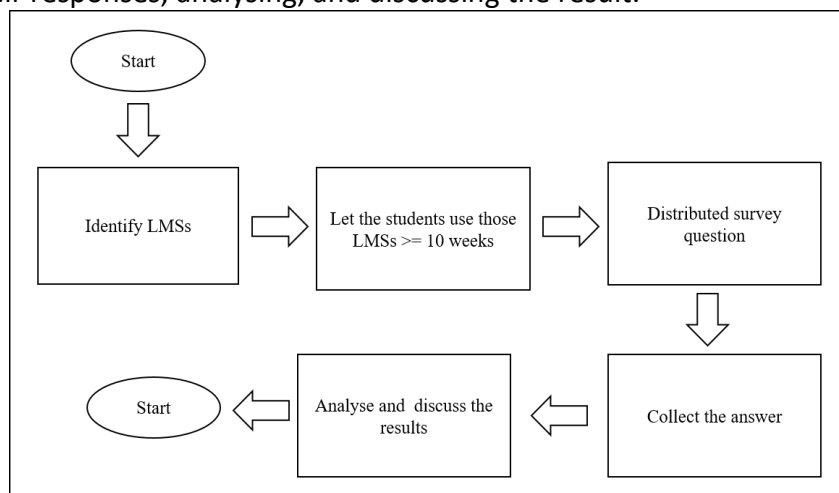 responses, analysing, and discussing the result.
Start
Identify LMSs
Let the students use those
LMSs >= 10 weeks
Distributed survey
question
Collect the answer
Analyse and discuss the
results
Start